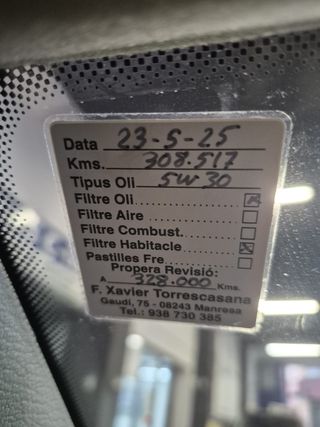 Data 23-5-25
Kms. 308.517
Tipus Oli 5W30
Filtre Oli
Filtre Aire
Filtre Combust.
Filtre Habitacle
Pastilles Fre
Propera Revisió:
A 328.000 Kms.
F. Xavier Torrescasana
Gaudí, 75 - 08243 Manresa
Tel.: 938 730 385